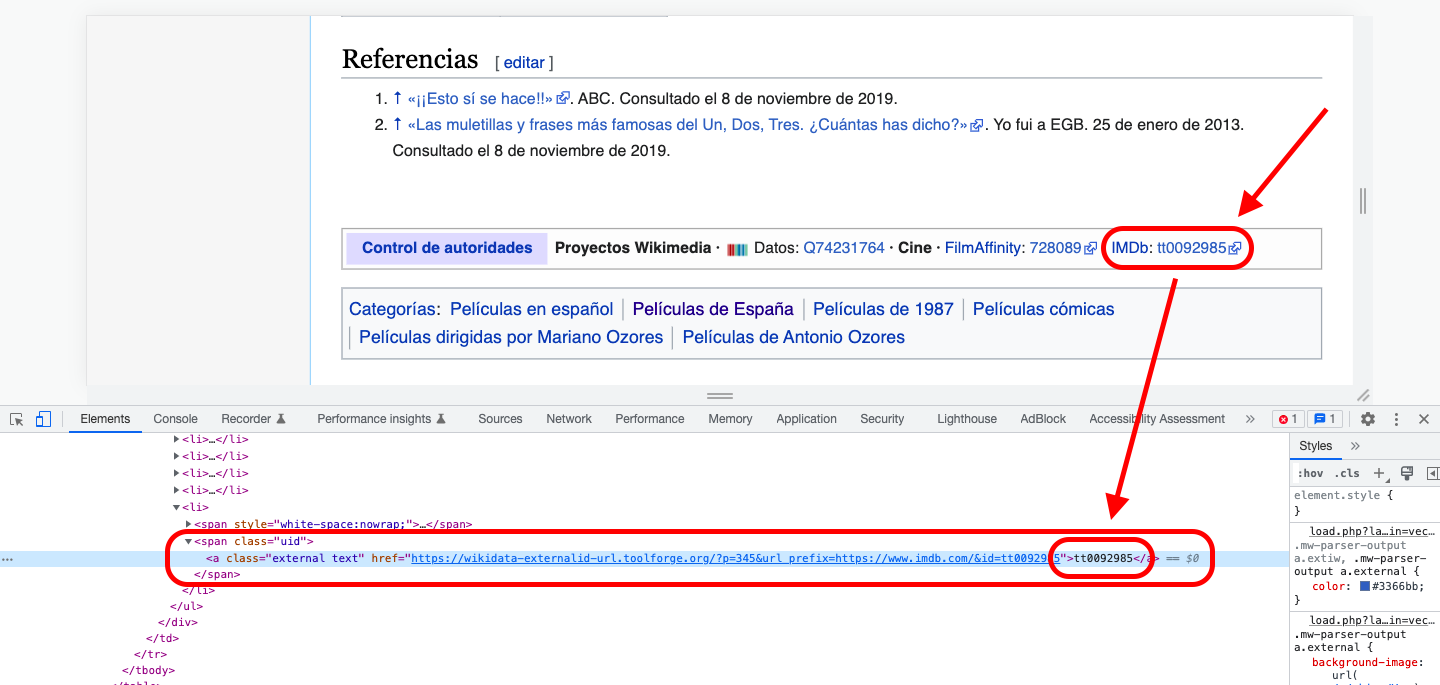 Referencias [ editar ]
1. ↑ «¡¡Esto sí se hace!!». ABC. Consultado el 8 de noviembre de 2019.
2. ↑ «Las muletillas y frases más famosas del Un, Dos, Tres. ¿Cuántas has dicho?». Yo fui a EGB. 25 de enero de 2013.
Consultado el 8 de noviembre de 2019.
Control de autoridades Proyectos Wikimedia · Datos: Q74231764 · Cine · FilmAffinity: 728089 IMDb: tt0092985
Categorías: Películas en español | Películas de España | Películas de 1987 | Películas cómicas
| Películas dirigidas por Mariano Ozores | Películas de Antonio Ozores
Elements Console Recorder Performance insights Sources Network Performance Memory Application Security Lighthouse AdBlock Accessibility Assessment » 1 1
<li>…</li>
<li>…</li>
<li>…</li>
<li>…</li>
<li>
<span style="white-space:nowrap;">…</span>
<span class="uid">
… <a class="external text" href="https://wikidata-externalid-url.toolforge.org/?p=345&url_prefix=https://www.imdb.com/&id=tt0092985">tt0092985</a> == $0
</span>
</li>
</ul>
</div>
</td>
</tr>
</tbody>
Styles »
:hov .cls +
element.style {
}
load.php?la…in=vec…
.mw-parser-output
a.extiw, .mw-parser-
output a.external {
color: #3366bb;
}
load.php?la…in=vec…
.mw-parser-output
a.external {
background-image:
url(